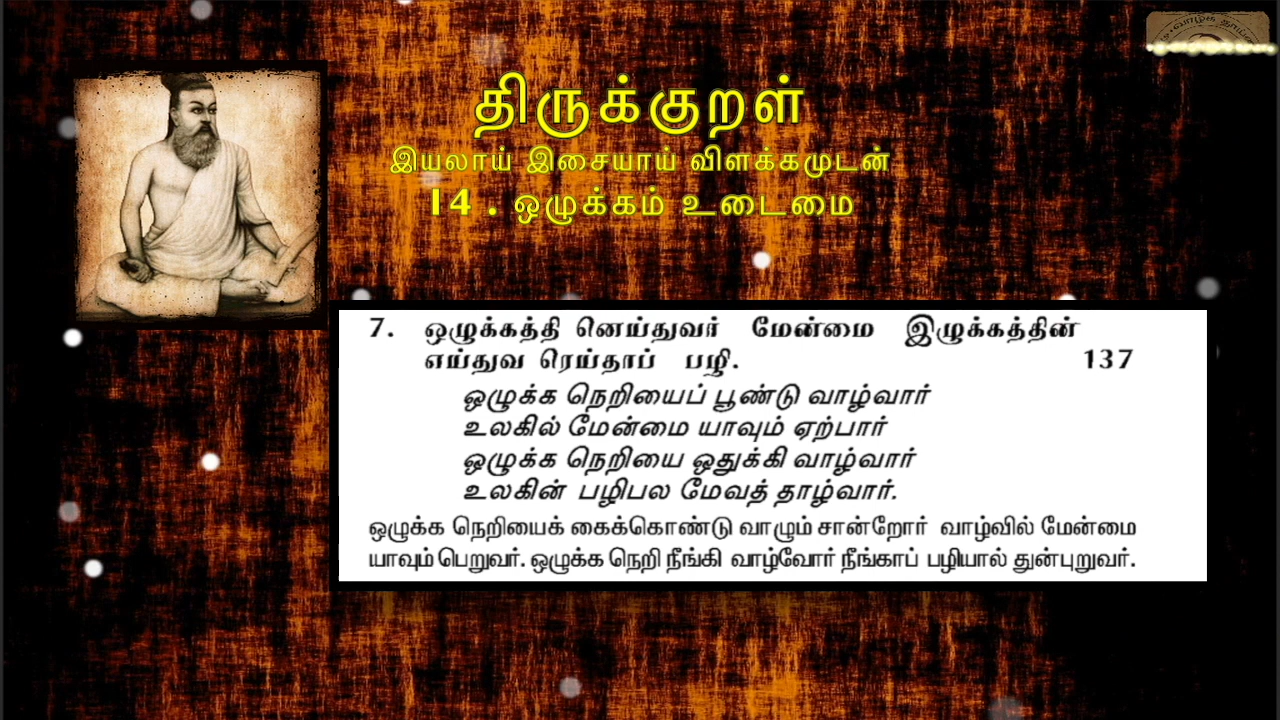 திருக்குறள்
இயலாய் இசையாய் விளக்கமுடன்
14 . ஒழுக்கம் உடைமை
7. ஒழுக்கத்தி னெய்துவர் மேன்மை இழுக்கத்தின்
எய்துவ ரெய்தாப் பழி. 137
ஒழுக்க நெறியைப் பூண்டு வாழ்வார்
உலகில் மேன்மை யாவும் ஏற்பார்
ஒழுக்க நெறியை ஒதுக்கி வாழ்வார்
உலகின் பழிபல மேவத் தாழ்வார்.
ஒழுக்க நெறியைக் கைக்கொண்டு வாழும் சான்றோர் வாழ்வில் மேன்மை
யாவும் பெறுவர். ஒழுக்க நெறி நீங்கி வாழ்வோர் நீங்காப் பழியால் துன்புறுவர்.